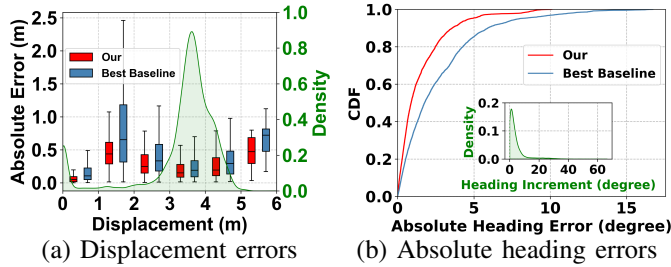 2.5
2.0
1.5
1.0
0.5
0.0
Absolute Error (m)
Our
Best Baseline
1.0
0.8
0.6
0.4
0.2
0.0
Density
0 1 2 3 4 5 6
Displacement (m)
(a) Displacement errors
1.0
0.8
0.6
0.4
0.2
0.0
CDF
Our
Best Baseline
0.2
0.1
0.0
Density
0 20 40 60
Heading Increment (degree)
0 5 10 15
Absolute Heading Error (degree)
(b) Absolute heading errors